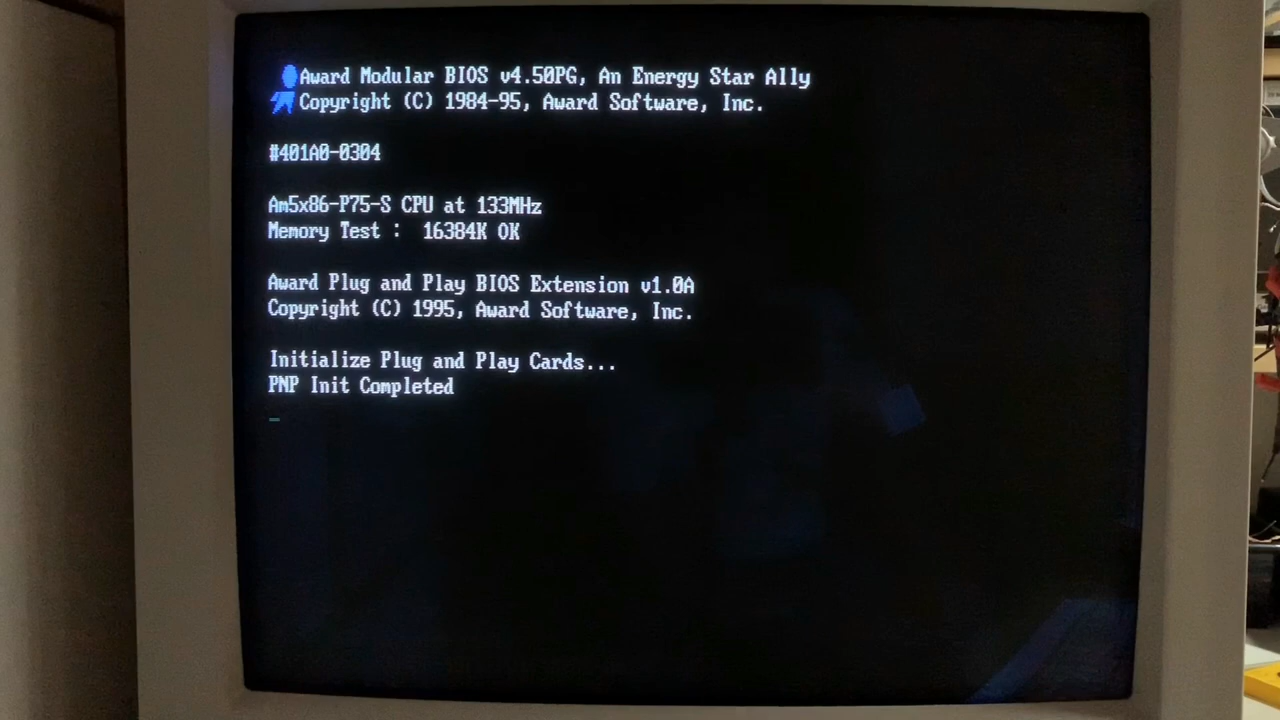 Award Modular BIOS v4.50PG, An Energy Star Ally
Copyright (C) 1984-95, Award Software, Inc.
#401A0-0304
Am5x86-P75-S CPU at 133MHz
Memory Test :  16384K OK
Award Plug and Play BIOS Extension v1.0A
Copyright (C) 1995, Award Software, Inc.
Initialize Plug and Play Cards...
PNP Init Completed